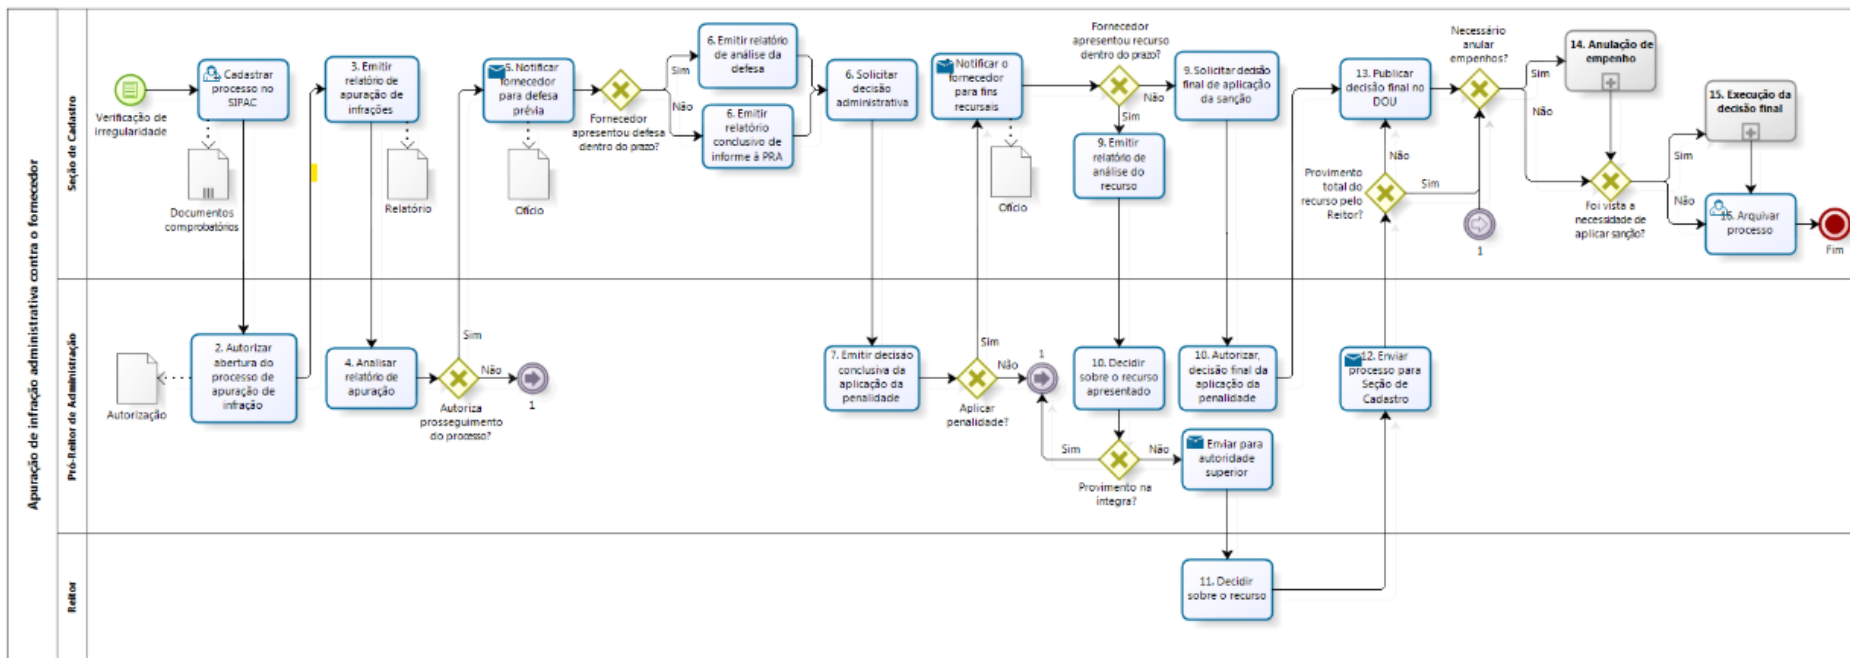 Apuração de infração administrativa contra o fornecedor
Seção de Cadastro
Verificação de
irregularidade
Cadastrar
processo no
SIPAC
Documentos
comprobatórios
3. Emitir
relatório de
apuração de
infrações
Relatório
5. Notificar
fornecedor
para defesa
prévia
Ofício
Fornecedor
apresentou defesa
dentro do prazo?
Sim
Não
6. Emitir relatório
de análise da
defesa
6. Emitir
relatório
conclusivo de
informe à PRA
6. Solicitar
decisão
administrativa
Notificar o
fornecedor
para fins
recursais
Ofício
Fornecedor
apresentou recurso
dentro do prazo?
Não
Sim
9. Solicitar decisão
final de aplicação
da sanção
9. Emitir
relatório de
análise do
recurso
13. Publicar
decisão final no
DOU
Não
Provimento
total do
recurso pelo
Reitor?
Sim
Necessário
anular
empenhos?
Sim
Não
1
14. Anulação de
empenho
Foi vista a
necessidade de
aplicar sanção?
Sim
Não
15. Execução da
decisão final
15. Arquivar
processo
Fim
Pró-Reitor de Administração
Autorização
2. Autorizar
abertura do
processo de
apuração de
infração
4. Analisar
relatório de
apuração
Sim
Não
Autoriza
prosseguimento
do processo?
1
7. Emitir decisão
conclusiva da
aplicação da
penalidade
Sim
Não
Aplicar
penalidade?
1
10. Decidir
sobre o recurso
apresentado
Sim
Não
Provimento na
integra?
10. Autorizar,
decisão final da
aplicação da
penalidade
Enviar para
autoridade
superior
12. Enviar
processo para
Seção de
Cadastro
Reitor
11. Decidir
sobre o recurso